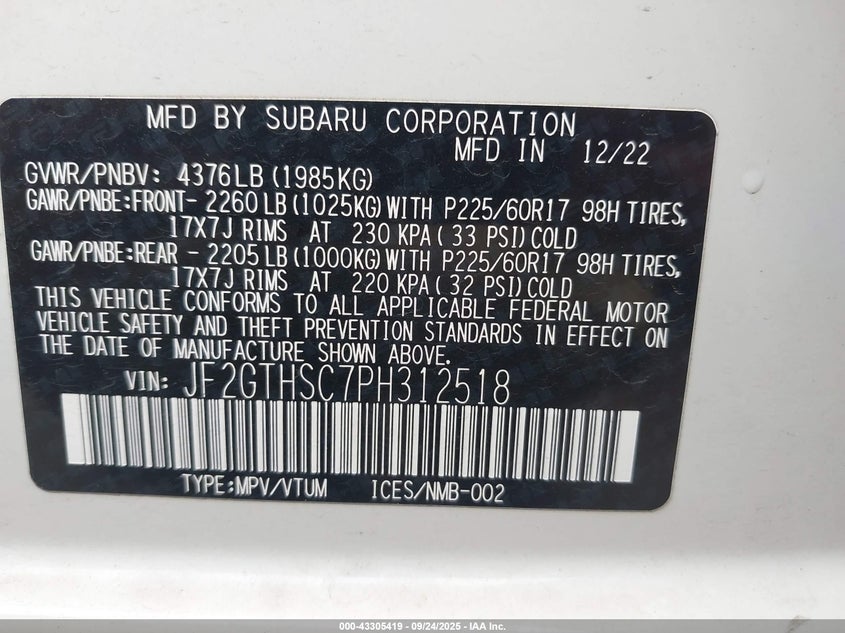 MFD BY SUBARU CORPORATION
MFD IN 12/22
GVWR/PNBV: 4376LB(1985KG)
GAWR/PNBE:FRONT- 2260LB(1025KG)WITH P225/60R17 98H TIRES,
17X7J RIMS AT 230 KPA( 33 PSI)COLD
GAWR/PNBE:REAR - 2205LB(1000KG)WITH P225/60R17 98H TIRES,
17X7J RIMS AT 220 KPA( 32 PSI)COLD
THIS VEHICLE CONFORMS TO ALL APPLICABLE FEDERAL MOTOR
VEHICLE SAFETY AND THEFT PREVENTION STANDARDS IN EFFECT ON
THE DATE OF MANUFACTURE SHOWN ABOVE.
VIN: JF2GTHSC7PH312518
TYPE:MPV/VTUM ICES/NMB-002
000-43305419 - 09/24/2025 - IAA Inc.